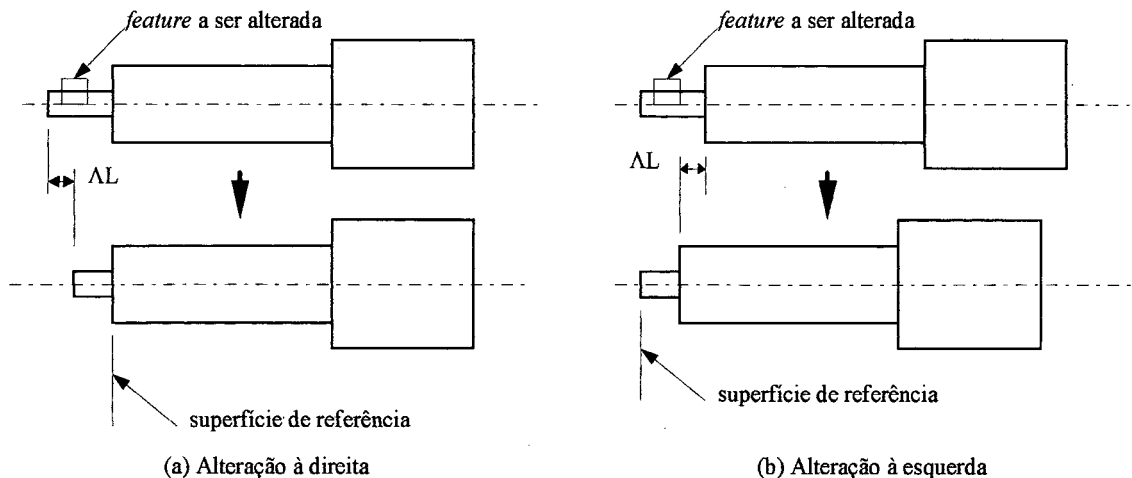 feature a ser alterada
ΛL
superfície de referência
(a) Alteração à direita
feature a ser alterada
ΛL
superfície de referência
(b) Alteração à esquerda